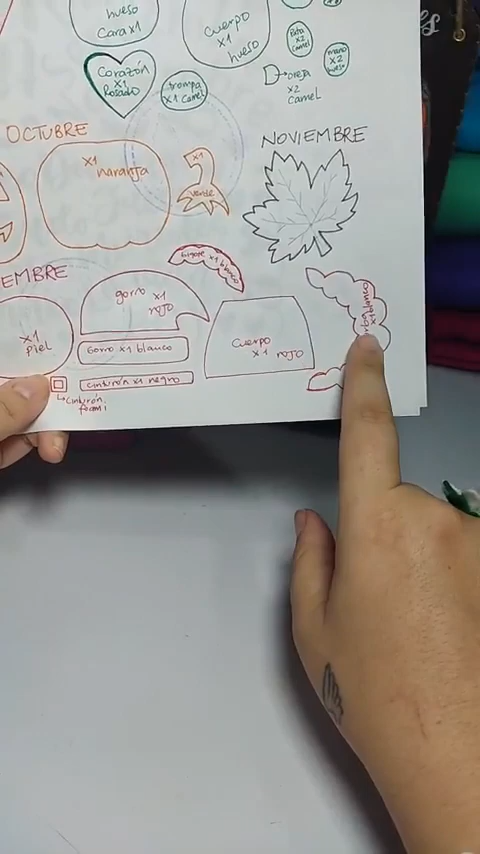 hueso
Cara x1
Cuerpo
x1
hueso
Pata
x2
camel
mano
x2
hueso
Corazón
x1
Rosado
trompa
x1 camel
oreja
x2
camel
OCTUBRE
x1
naranja
x1
verde
NOVIEMBRE
EMBRE
x1
piel
gorro x1
rojo
bigote x1 blanco
Gorro x1 blanco
cinturón x1 negro
cinturón,
Cuerpo
x1 rojo